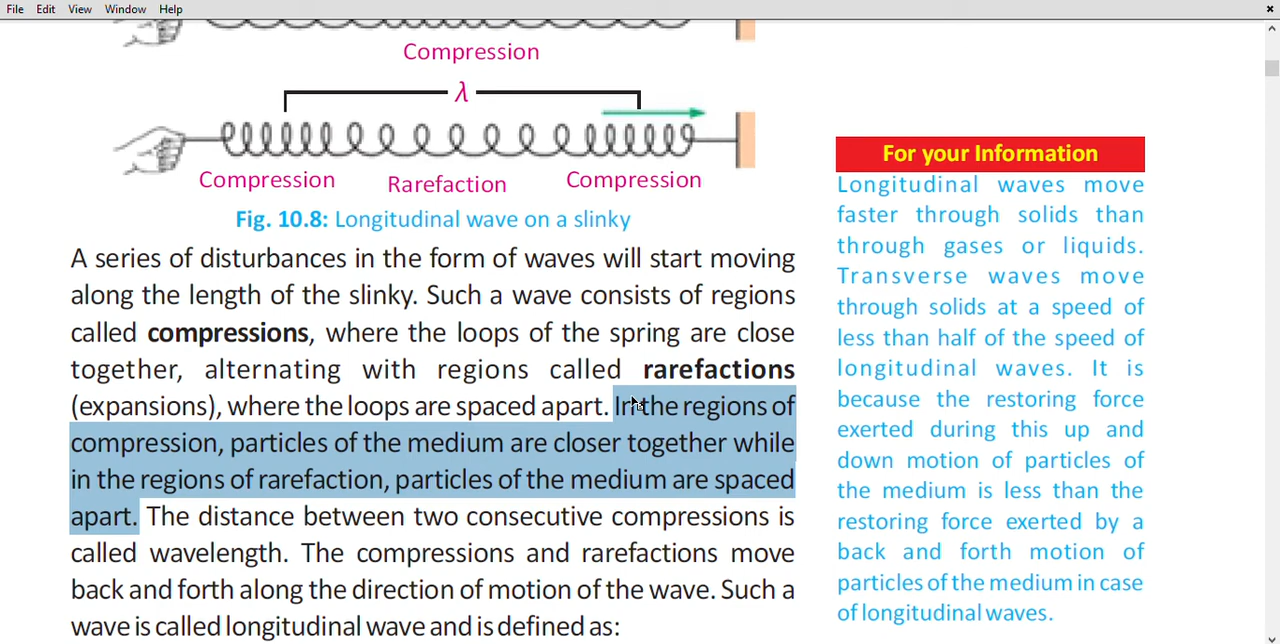 File Edit View Window Help
Compression
λ
Compression Rarefaction Compression
Fig. 10.8: Longitudinal wave on a slinky
A series of disturbances in the form of waves will start moving
along the length of the slinky. Such a wave consists of regions
called compressions, where the loops of the spring are close
together, alternating with regions called rarefactions
(expansions), where the loops are spaced apart. In the regions of
compression, particles of the medium are closer together while
in the regions of rarefaction, particles of the medium are spaced
apart. The distance between two consecutive compressions is
called wavelength. The compressions and rarefactions move
back and forth along the direction of motion of the wave. Such a
wave is called longitudinal wave and is defined as:
For your Information
Longitudinal waves move
faster through solids than
through gases or liquids.
Transverse waves move
through solids at a speed of
less than half of the speed of
longitudinal waves. It is
because the restoring force
exerted during this up and
down motion of particles of
the medium is less than the
restoring force exerted by a
back and forth motion of
particles of the medium in case
of longitudinal waves.